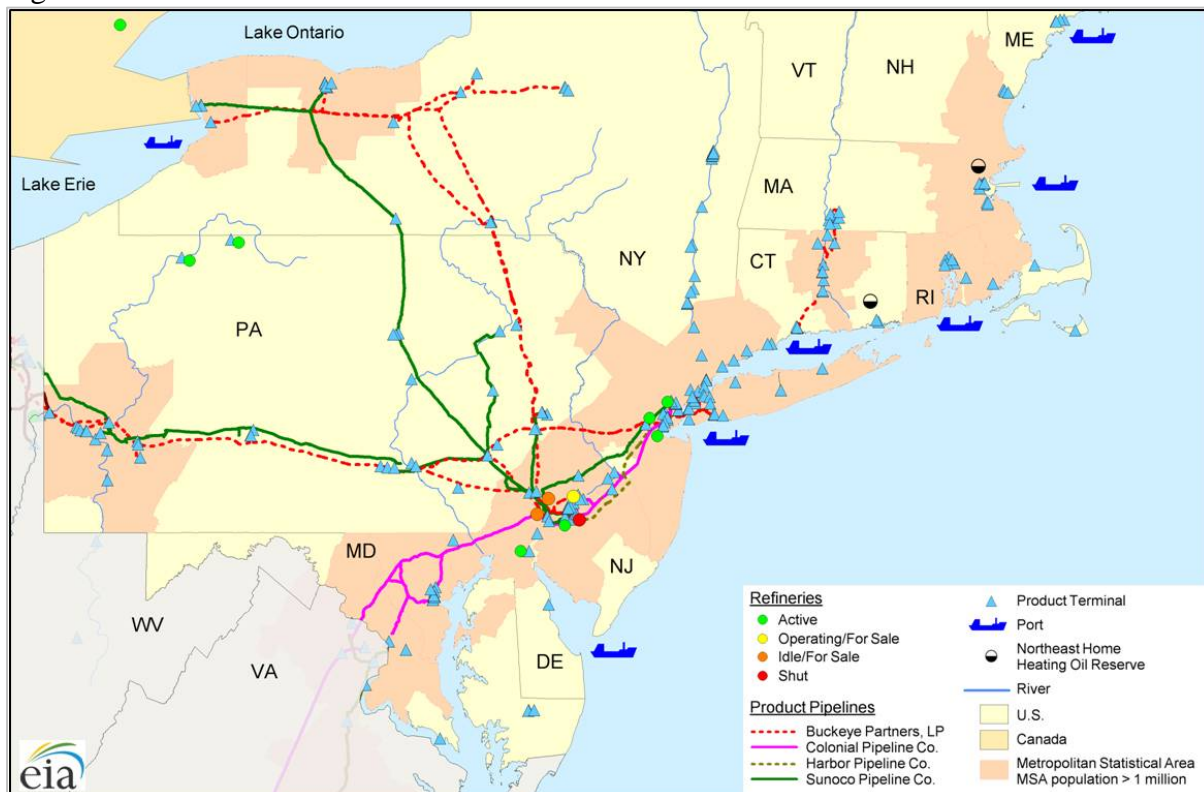 Lake Ontario
ME
VT
NH
Lake Erie
MA
NY
CT
RI
PA
MD
NJ
WV
VA
DE
Refineries
Active
Operating/For Sale
Idle/For Sale
Shut
Product Pipelines
Buckeye Partners, LP
Colonial Pipeline Co.
Harbor Pipeline Co.
Sunoco Pipeline Co.
Product Terminal
Port
Northeast Home
Heating Oil Reserve
River
U.S.
Canada
Metropolitan Statistical Area
MSA population > 1 million
eia